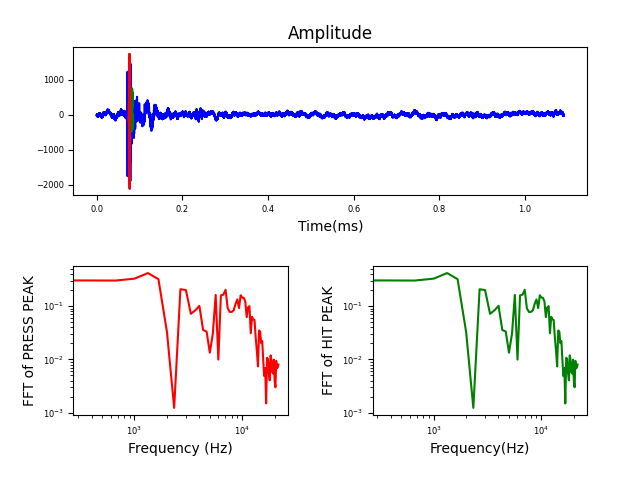 Amplitude
1000
0
−1000
−2000
0.0 0.2 0.4 0.6 0.8 1.0
Time(ms)
FFT of PRESS PEAK
10⁻¹
10⁻²
10⁻³
10³ 10⁴
Frequency (Hz)
FFT of HIT PEAK
10⁻¹
10⁻²
10⁻³
10³ 10⁴
Frequency(Hz)